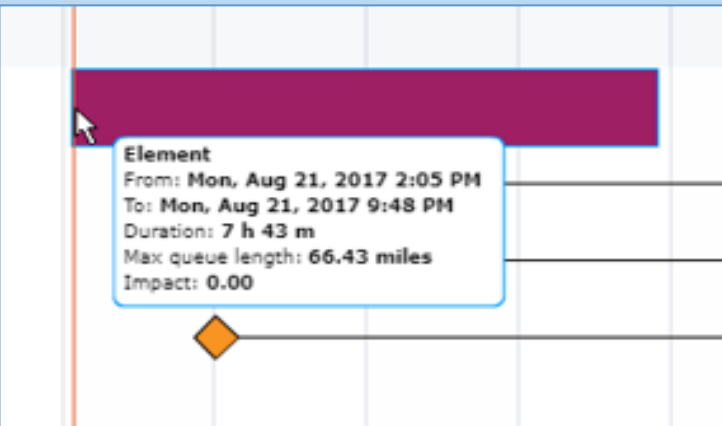 Element
From: Mon, Aug 21, 2017 2:05 PM
To: Mon, Aug 21, 2017 9:48 PM
Duration: 7 h 43 m
Max queue length: 66.43 miles
Impact: 0.00